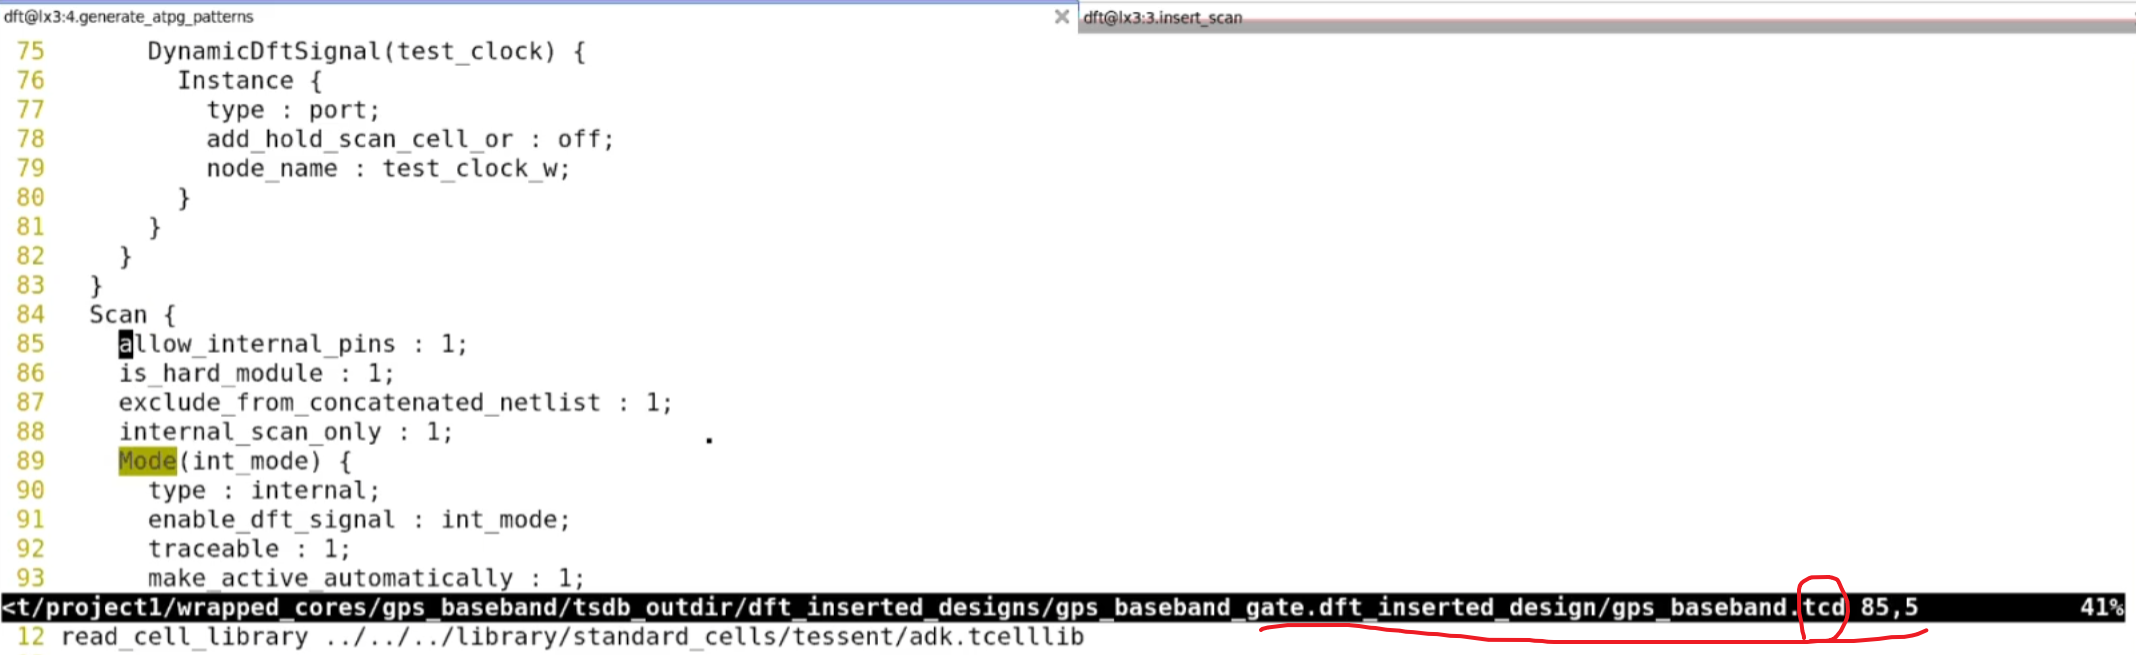 dft@lx3:4.generate_atpg_patterns dft@lx3:3.insert_scan
75 DynamicDftSignal(test_clock) {
76 Instance {
77 type : port;
78 add_hold_scan_cell_or : off;
79 node_name : test_clock_w;
80 }
81 }
82 }
83 }
84 Scan {
85 allow_internal_pins : 1;
86 is_hard_module : 1;
87 exclude_from_concatenated_netlist : 1;
88 internal_scan_only : 1;
89 Mode(int_mode) {
90 type : internal;
91 enable_dft_signal : int_mode;
92 traceable : 1;
93 make_active_automatically : 1;
<t/project1/wrapped_cores/gps_baseband/tsdb_outdir/dft_inserted_designs/gps_baseband_gate.dft_inserted_design/gps_baseband.tcd 85,5 41%
12 read_cell_library ../../../library/standard_cells/tessent/adk.tcelllib